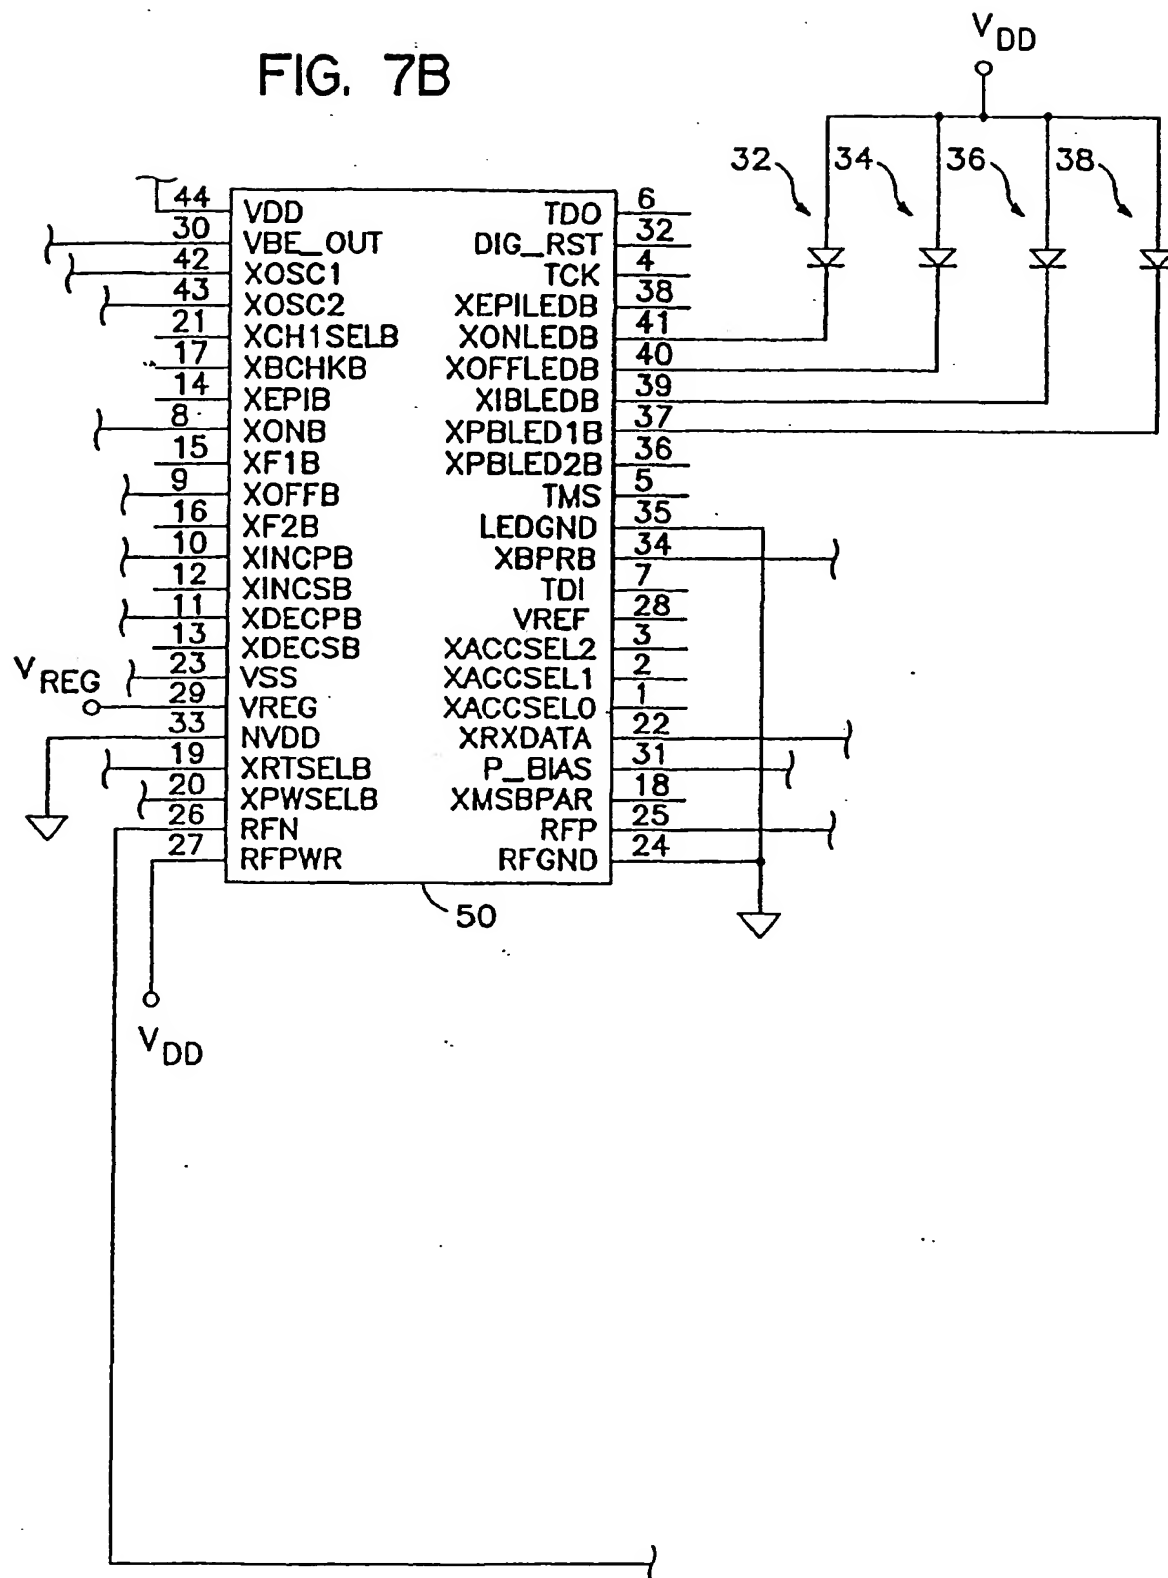 FIG. 7B
V DD
32 34 36 38
44 VDD TDO 6
30 VBE_OUT DIG_RST 32
42 XOSC1 TCK 4
43 XOSC2 XEPILEDB 38
21 XCH1SELB XONLEDB 41
17 XBCHKB XOFFLEDB 40
14 XEPIB XIBLEDB 39
8 XONB XPBLED1B 37
15 XF1B XPBLED2B 36
9 XOFFB TMS 5
16 XF2B LEDGND 35
10 XINCPB XBPRB 34
12 XINCSB TDI 7
11 XDECPB VREF 28
13 XDECSB XACCSEL2 3
23 VSS XACCSEL1 2
V REG 29 VREG XACCSEL0 1
33 NVDD XRXDATA 22
19 XRTSELB P_BIAS 31
20 XPWSELB XMSBPAR 18
26 RFN RFP 25
27 RFPWR RFGND 24
50
V DD